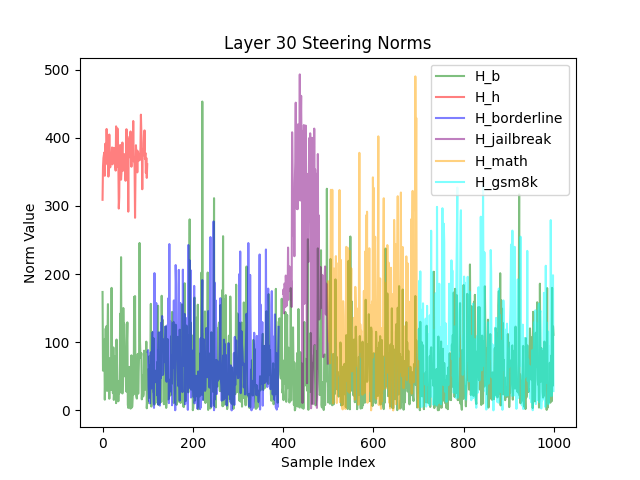 Layer 30 Steering Norms
500
400
300
200
100
0
Norm Value
H_b
H_h
H_borderline
H_jailbreak
H_math
H_gsm8k
0 200 400 600 800 1000
Sample Index